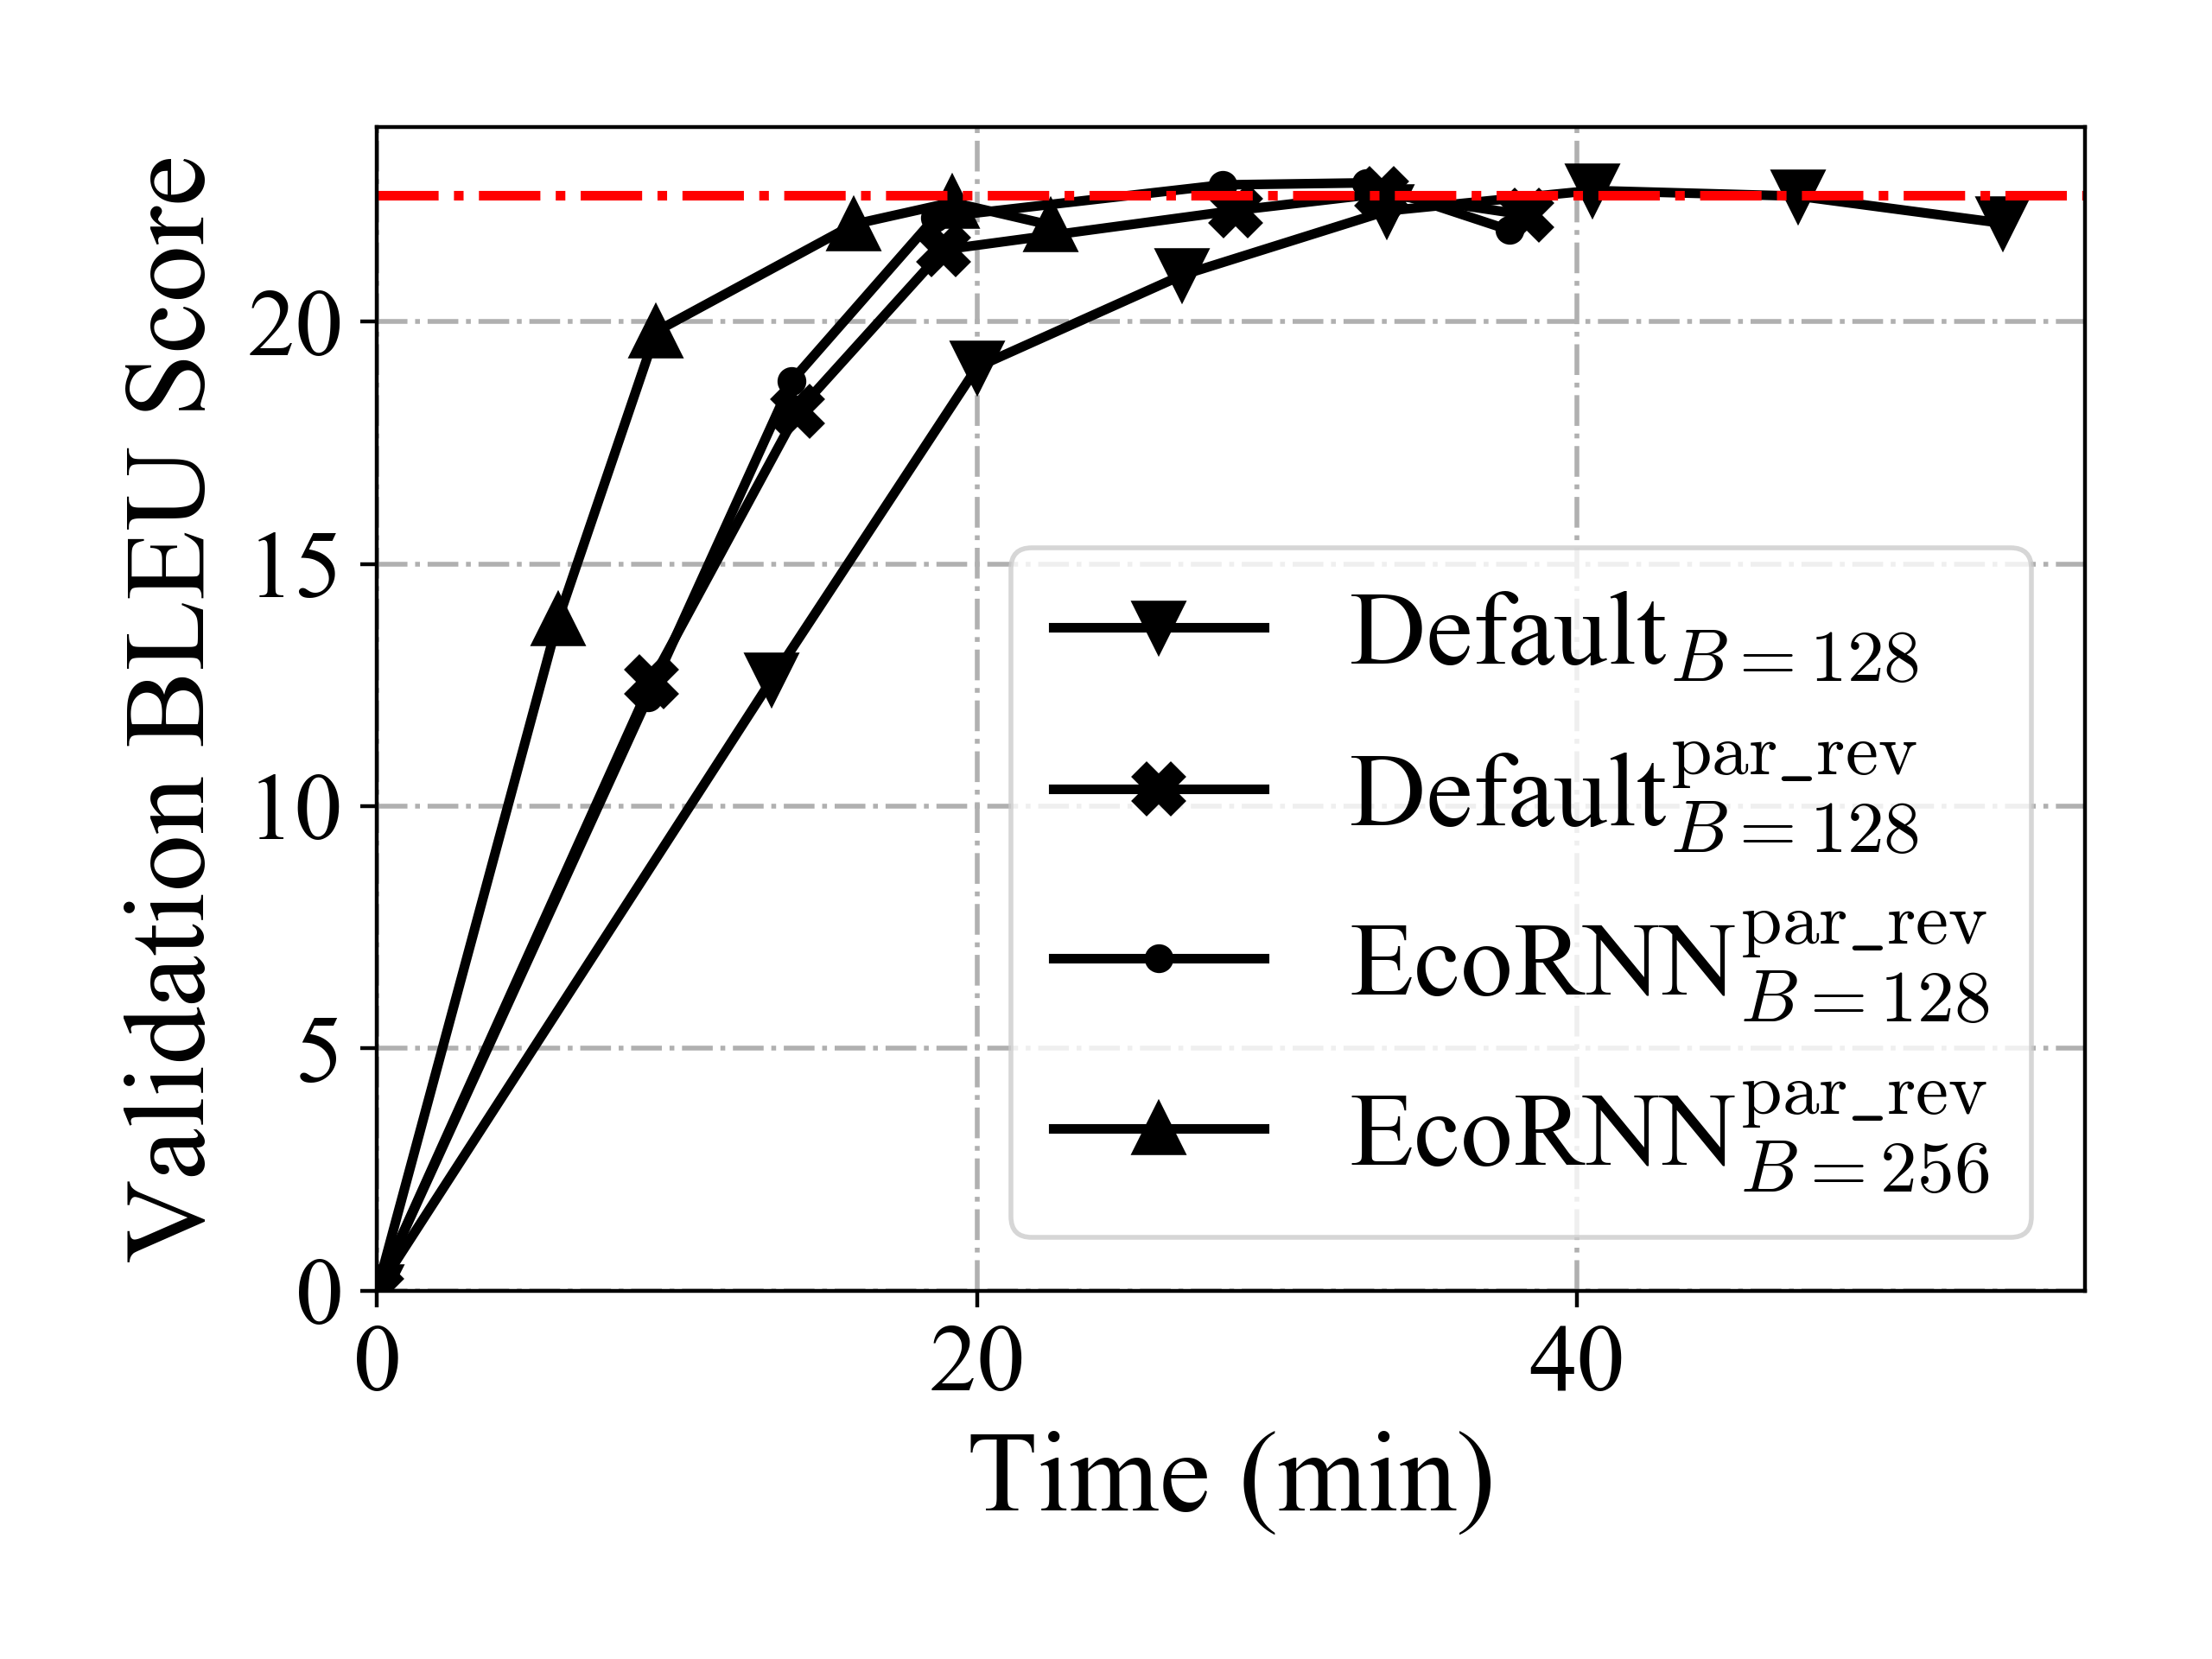 Validation BLEU Score
20
15
10
5
0
0 20 40
Time (min)
Default B=128
Default par_rev B=128
EcoRNN par_rev B=128
EcoRNN par_rev B=256